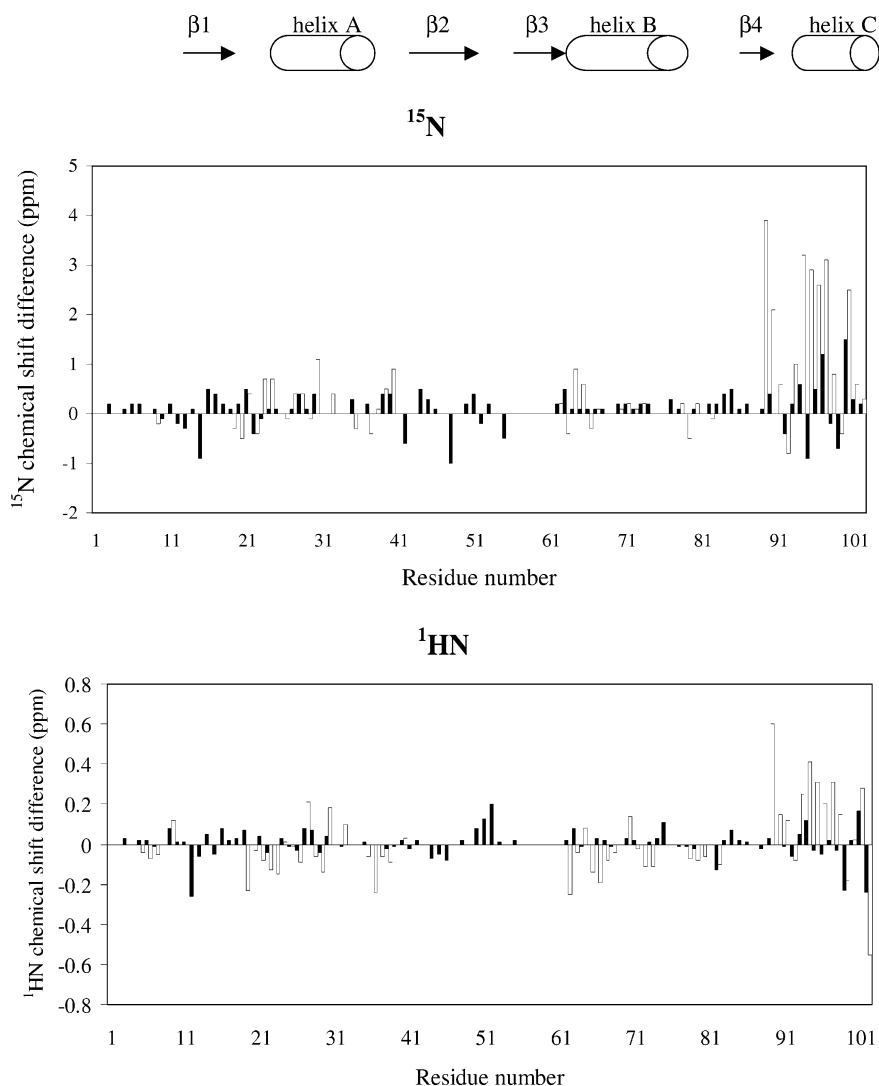 β1 helix A β2 β3 helix B β4 helix C
¹⁵N
¹⁵N chemical shift difference (ppm)
5
4
3
2
1
0
-1
-2
1 11 21 31 41 51 61 71 81 91 101
Residue number
¹HN
¹HN chemical shift difference (ppm)
0.8
0.6
0.4
0.2
0
-0.2
-0.4
-0.6
-0.8
1 11 21 31 41 51 61 71 81 91 101
Residue number